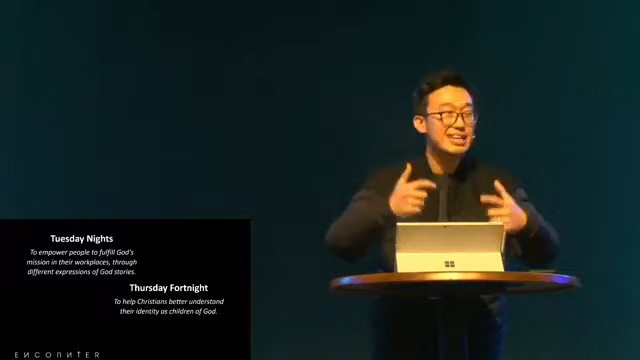 Tuesday Nights
To empower people to fulfill God's
mission in their workplaces, through
different expressions of God stories.
Thursday Fortnight
To help Christians better understand
their identity as children of God.
ENCOUNTER